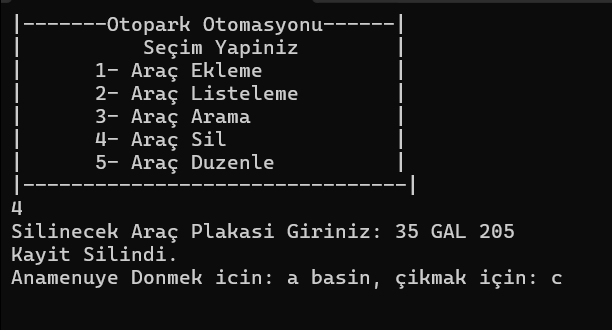 |-------Otopark Otomasyonu------|
|          Seçim Yapiniz        |
|      1- Araç Ekleme           |
|      2- Araç Listeleme        |
|      3- Araç Arama            |
|      4- Araç Sil              |
|      5- Araç Duzenle          |
|--------------------------------|
4
Silinecek Araç Plakasi Giriniz: 35 GAL 205
Kayit Silindi.
Anamenuye Donmek icin: a basin, çikmak için: c